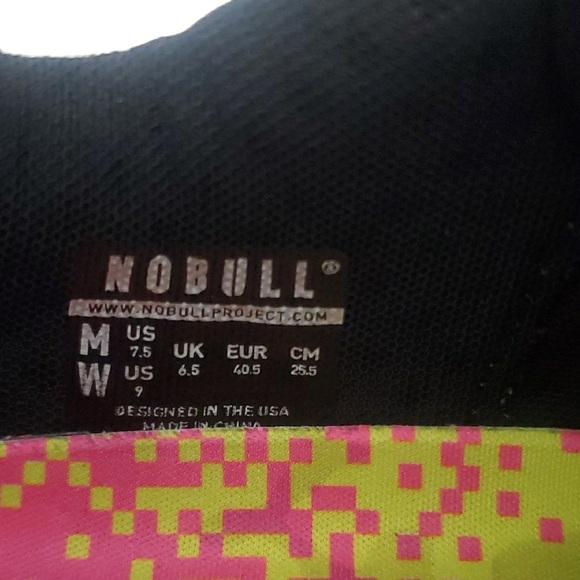 NOBULL®
WWW.NOBULLPROJECT.COM
M US 7.5 UK 6.5 EUR 40.5 CM 25.5
W US 9
DESIGNED IN THE USA
MADE IN CHINA